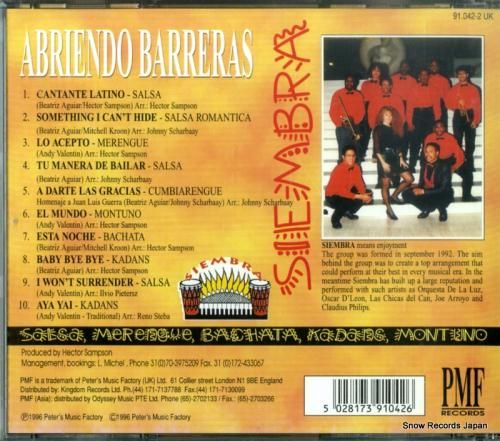 91.042-2 UK
ABRIENDO BARRERAS
1. CANTANTE LATINO - SALSA
(Beatriz Aguiar/Hector Sampson) Arr.: Hector Sampson
2. SOMETHING I CAN'T HIDE - SALSA ROMANTICA
(Beatriz Aguiar/Mitchell Kroon) Arr.: Johnny Scharbaay
3. LO ACEPTO - MERENGUE
(Andy Valentin) Arr.: Hector Sampson
4. TU MANERA DE BAILAR - SALSA
(Beatriz Aguiar) Arr.: Johnny Scharbaay
5. A DARTE LAS GRACIAS - CUMBIARENGUE
Homenaje a Juan Luis Guerra (Beatriz Aguiar/Johnny Scharbaay) Arr.: Johnny Scharbaay
6. EL MUNDO - MONTUNO
(Andy Valentin) Arr.: Hector Sampson
7. ESTA NOCHE - BACHATA
(Beatriz Aguiar/Mitchell Kroon) Arr.: Hector Sampson
8. BABY BYE BYE - KADANS
(Andy Valentin) Arr.: Hector Sampson
9. I WON'T SURRENDER - SALSA
(Andy Valentin) Arr.: Ilvio Pietersz
10. AYA YAI - KADANS
(Andy Valentin - Traditional) Arr.: Reno Steba
SIEMBRA
SIEMBRA
SIEMBRA means enjoyment
The group was formed in september 1992. The aim
behind the group was to create a top arrangement that
could perform at their best in every musical era. In the
meantime Siembra has built up a large reputation and
performed with such artists as Orquesta De La Luz,
Oscar D'Leon, Las Chicas del Can, Joe Arroyo and
Claudius Philips.
SALSA, MERENGUE, BACHATA, KADANS, MONTUNO
Produced by Hector Sampson
Management, bookings: L. Michel, Phone 31(0)70-3975209 Fax 31 (0)172-433067
PMF is a trademark of Peter's Music Factory (UK) Ltd. 61 Collier street London N1 9BE England
Distributed by: Kingdom Records Ltd. Ph.(44) 171-7137788 Fax: (44) 171-7130099
PMF (Asia): distributed by Odyssey Music PTE Ltd. Phone (65)-2702133 / Fax: (65)-2703266
Ⓟ1996 Peter's Music Factory ©1996 Peter's Music Factory
5 028173 910426
PMF
RECORDS
Snow Records Japan